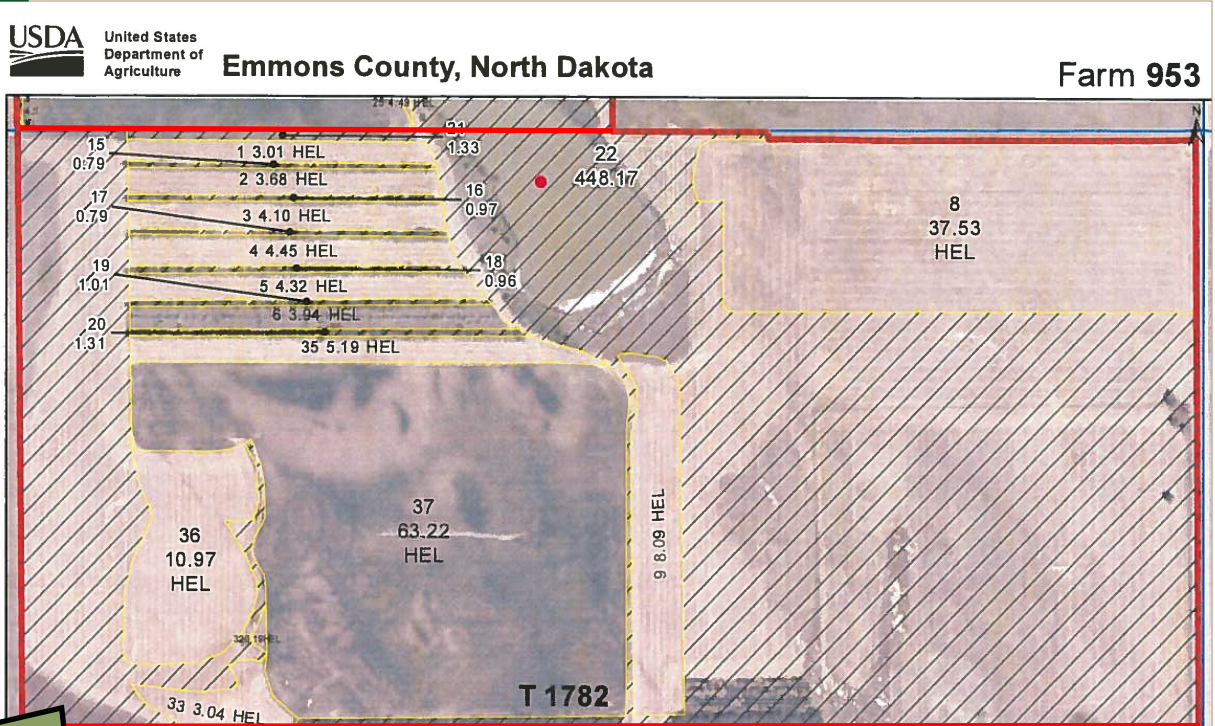 USDA
United States
Department of
Agriculture
Emmons County, North Dakota
Farm 953
N
21
1.33
15
0.79
1 3.01 HEL
22
448.17
2 3.68 HEL
17
0.79
16
0.97
3 4.10 HEL
8
37.53
HEL
4 4.45 HEL
19
1.01
18
0.96
5 4.32 HEL
6 3.94 HEL
20
1.31
35 5.19 HEL
37
63.22
HEL
36
10.97
HEL
9 8.09 HEL
T 1782
33 3.04 HEL